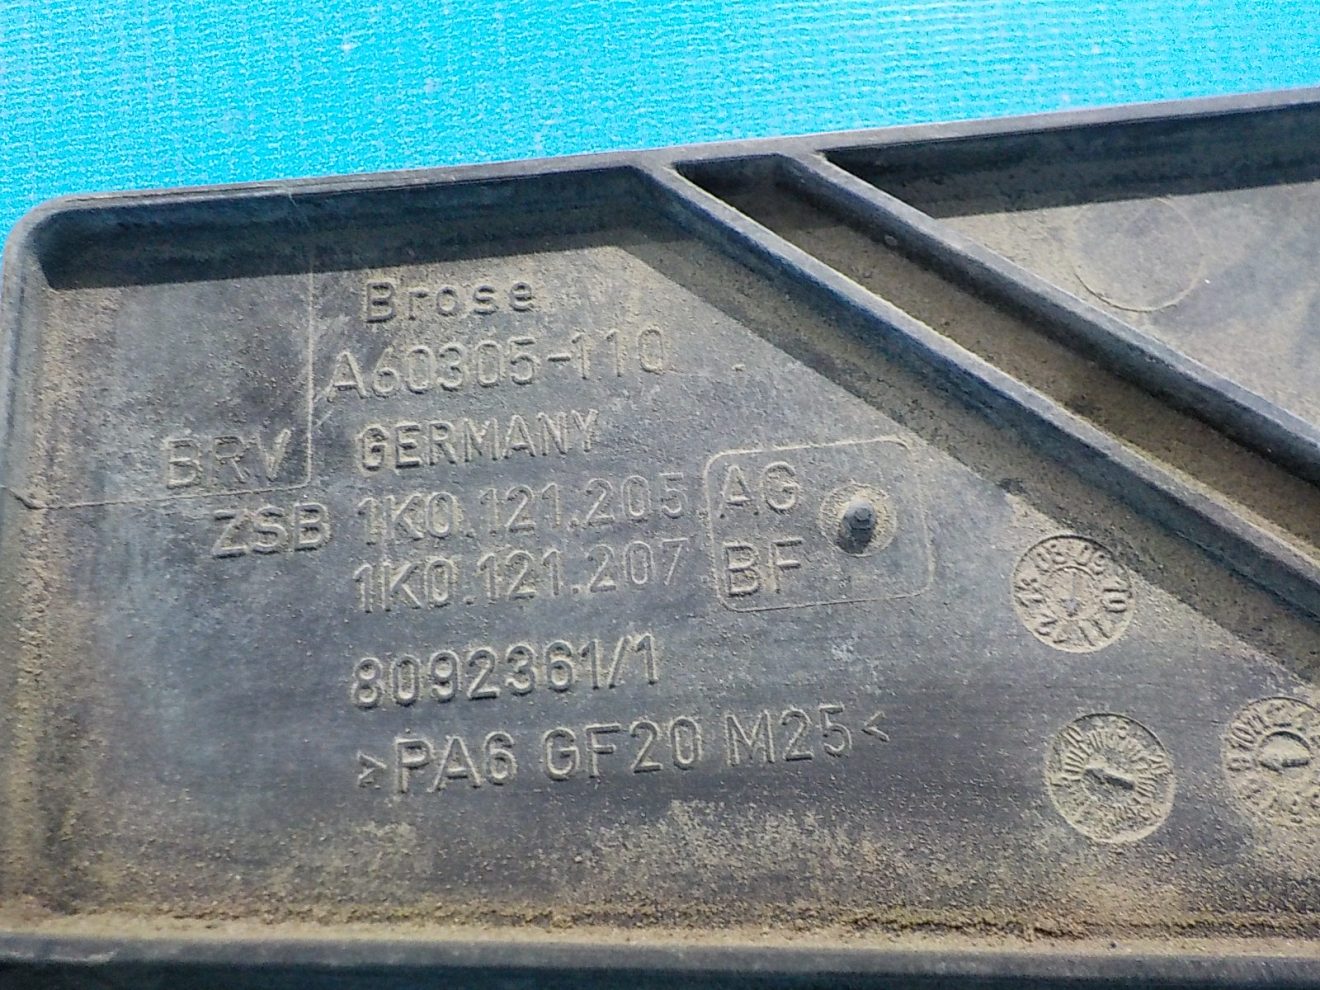 Brose
A60305-110
BRV GERMANY
ZSB 1K0.121.205. AG
1K0.121.207 BF
8092361/1
>PA6 GF20 M25<